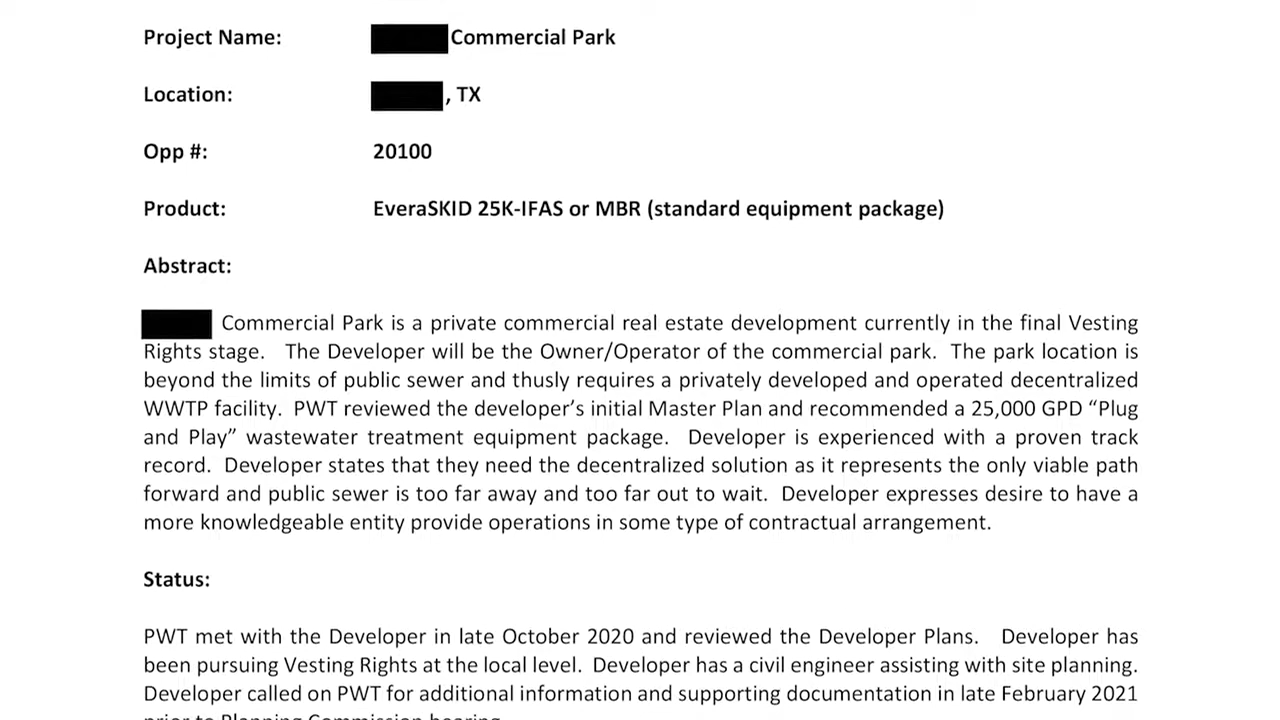 Project Name: Commercial Park
Location: , TX
Opp #: 20100
Product: EveraSKID 25K-IFAS or MBR (standard equipment package)
Abstract:
Commercial Park is a private commercial real estate development currently in the final Vesting
Rights stage. The Developer will be the Owner/Operator of the commercial park. The park location is
beyond the limits of public sewer and thusly requires a privately developed and operated decentralized
WWTP facility. PWT reviewed the developer’s initial Master Plan and recommended a 25,000 GPD “Plug
and Play” wastewater treatment equipment package. Developer is experienced with a proven track
record. Developer states that they need the decentralized solution as it represents the only viable path
forward and public sewer is too far away and too far out to wait. Developer expresses desire to have a
more knowledgeable entity provide operations in some type of contractual arrangement.
Status:
PWT met with the Developer in late October 2020 and reviewed the Developer Plans. Developer has
been pursuing Vesting Rights at the local level. Developer has a civil engineer assisting with site planning.
Developer called on PWT for additional information and supporting documentation in late February 2021
prior to Planning Commission hearing.